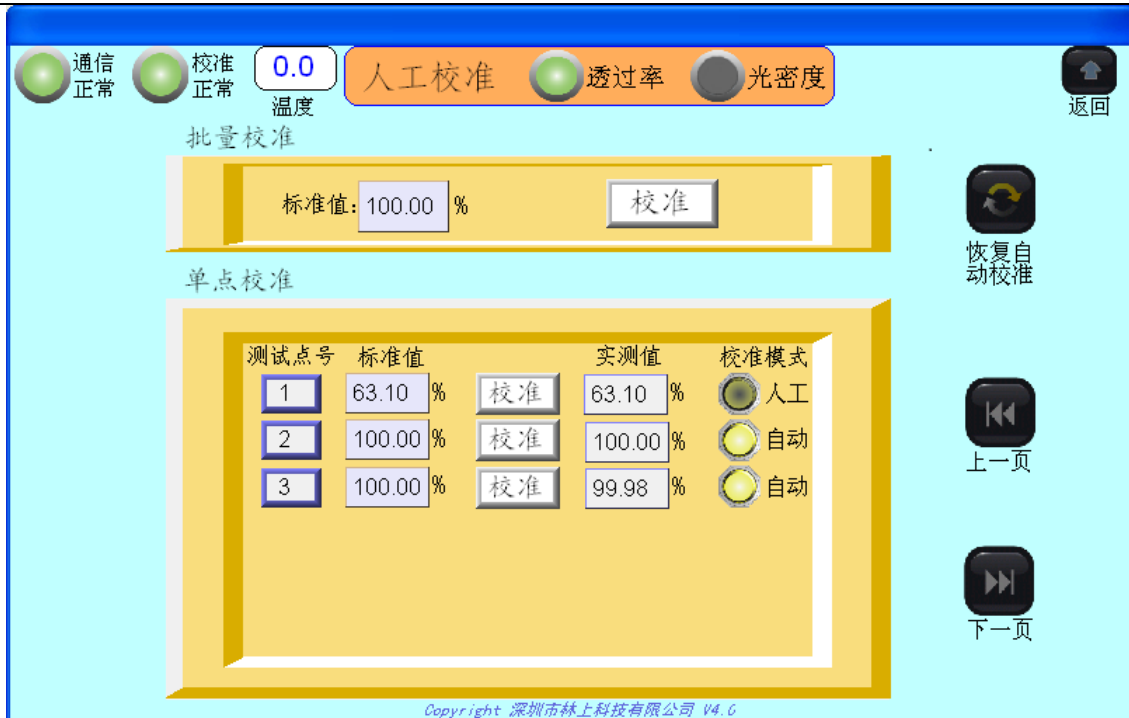 通信正常 校准正常 0.0 温度 人工校准 透过率 光密度 返回
批量校准
标准值: 100.00 % 校准
恢复自动校准
单点校准
测试点号 标准值 实测值 校准模式
1 63.10 % 校准 63.10 % 人工
2 100.00 % 校准 100.00 % 自动
3 100.00 % 校准 99.98 % 自动
上一页
下一页
Copyright 深圳市林上科技有限公司 V4.G